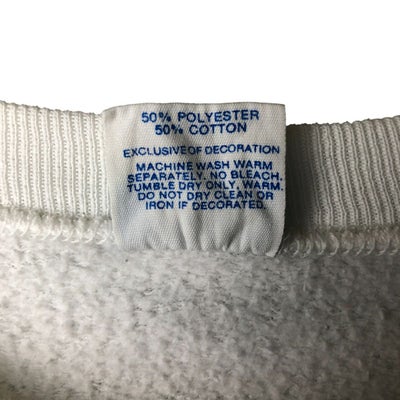 50% POLYESTER
50% COTTON
EXCLUSIVE OF DECORATION
MACHINE WASH WARM
SEPARATELY. NO BLEACH.
TUMBLE DRY ONLY, WARM.
DO NOT DRY CLEAN OR
IRON IF DECORATED.